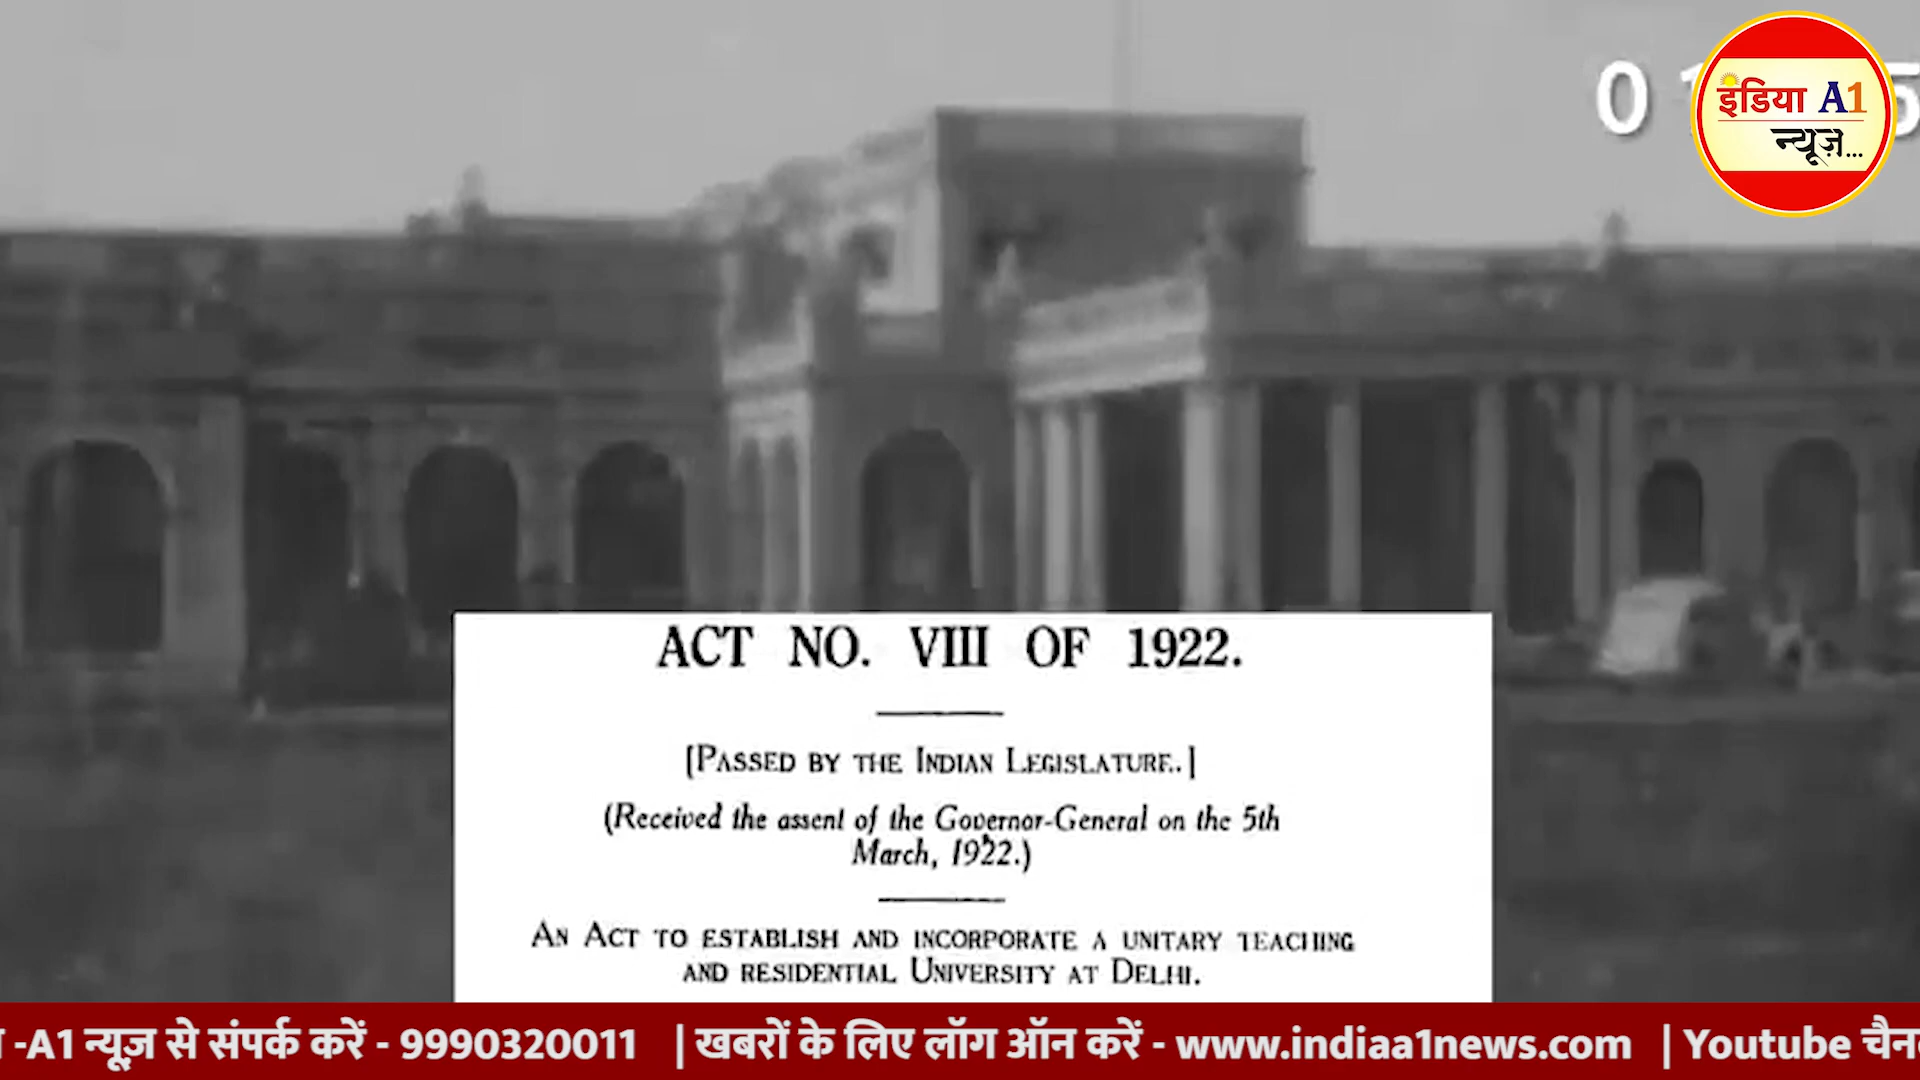 इंडिया A1
न्यूज़...
ACT NO. VIII OF 1922.
[PASSED BY THE INDIAN LEGISLATURE.]
(Received the assent of the Governor-General on the 5th
March, 1922.)
AN ACT TO ESTABLISH AND INCORPORATE A UNITARY TEACHING
AND RESIDENTIAL UNIVERSITY AT DELHI.
-A1 न्यूज़ से संपर्क करें - 9990320011 | खबरों के लिए लॉग ऑन करें - www.indiaa1news.com | Youtube